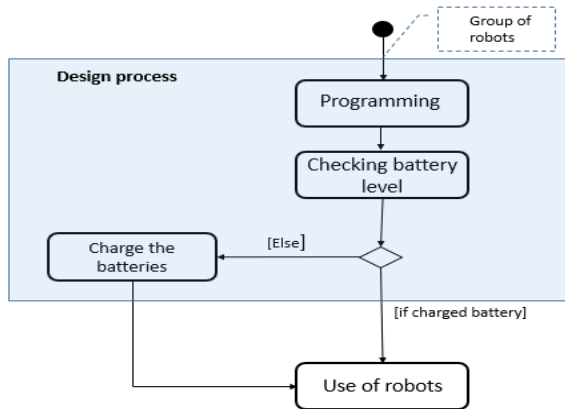 Group of
robots
Design process
Programming
Checking battery
level
[Else]
Charge the
batteries
[if charged battery]
Use of robots